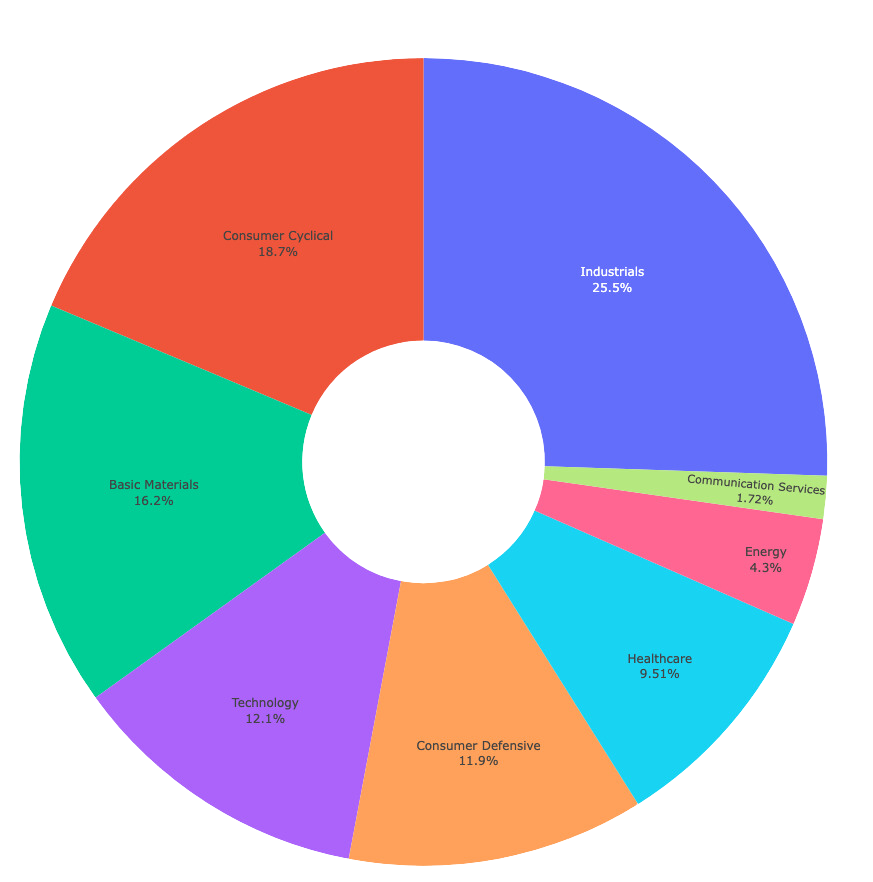 Consumer Cyclical
18.7%
Industrials
25.5%
Basic Materials
16.2%
Communication Services
1.72%
Energy
4.3%
Healthcare
9.51%
Technology
12.1%
Consumer Defensive
11.9%